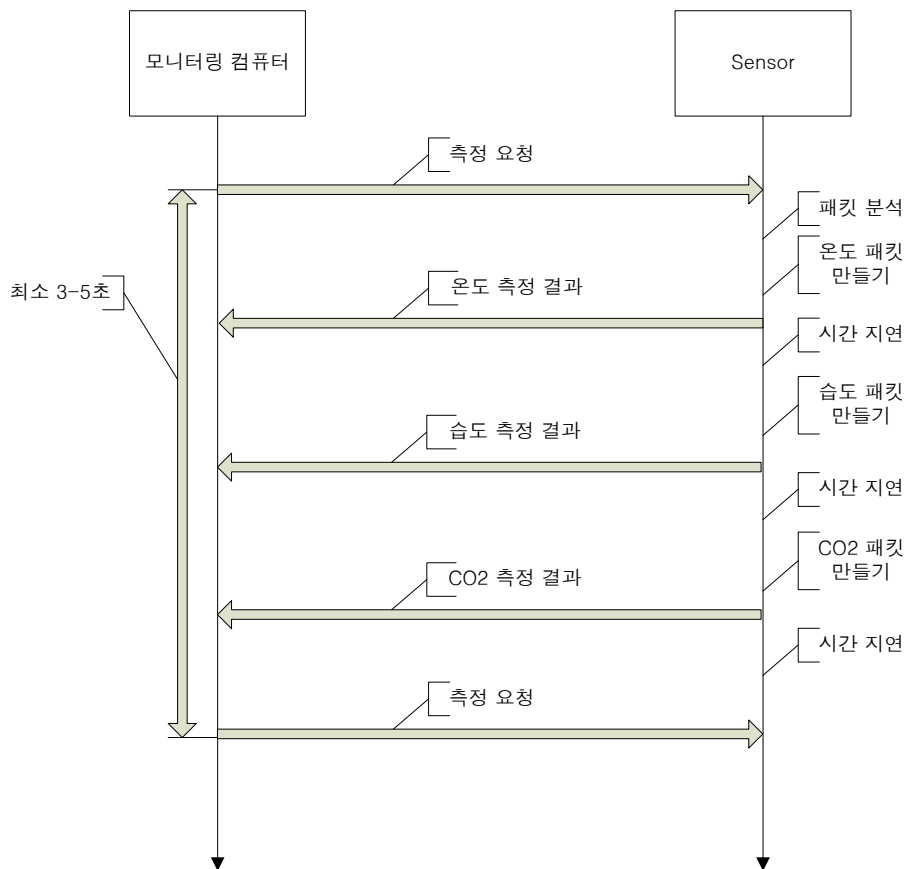 모니터링 컴퓨터
Sensor
측정 요청
패킷 분석
온도 패킷
만들기
최소 3-5초
온도 측정 결과
시간 지연
습도 패킷
만들기
습도 측정 결과
시간 지연
CO2 패킷
만들기
CO2 측정 결과
시간 지연
측정 요청